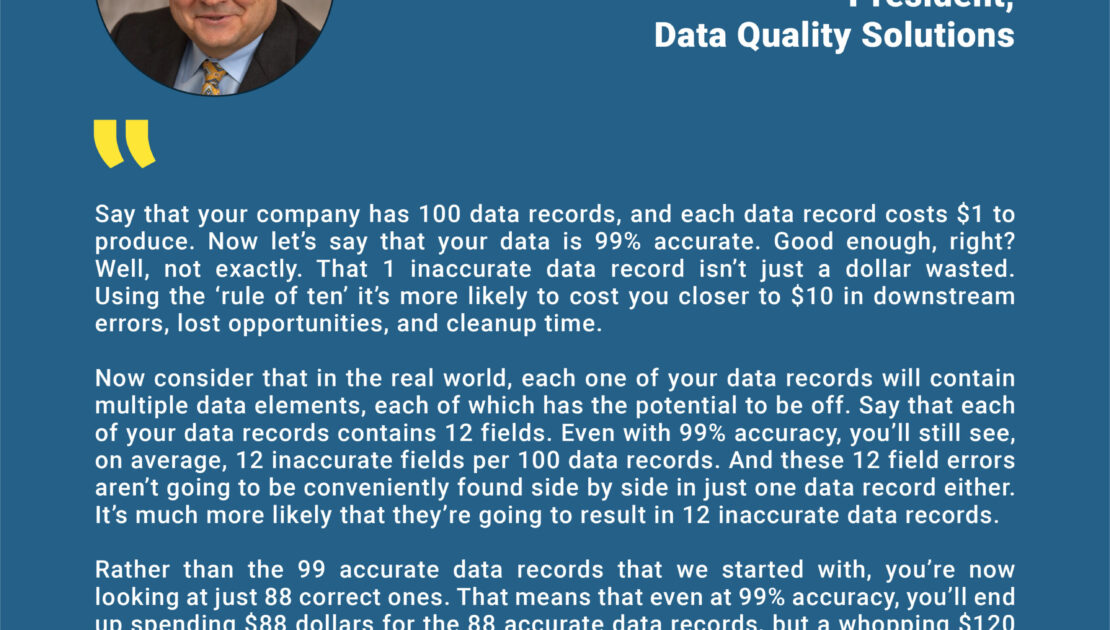 President,
Data Quality Solutions
Say that your company has 100 data records, and each data record costs $1 to
produce. Now let’s say that your data is 99% accurate. Good enough, right?
Well, not exactly. That 1 inaccurate data record isn’t just a dollar wasted.
Using the ‘rule of ten’ it’s more likely to cost you closer to $10 in downstream
errors, lost opportunities, and cleanup time.
Now consider that in the real world, each one of your data records will contain
multiple data elements, each of which has the potential to be off. Say that each
of your data records contains 12 fields. Even with 99% accuracy, you’ll still see,
on average, 12 inaccurate fields per 100 data records. And these 12 field errors
aren’t going to be conveniently found side by side in just one data record either.
It’s much more likely that they’re going to result in 12 inaccurate data records.
Rather than the 99 accurate data records that we started with, you’re now
looking at just 88 correct ones. That means that even at 99% accuracy, you’ll end
up spending $88 dollars for the 88 accurate data records, but a whopping $120